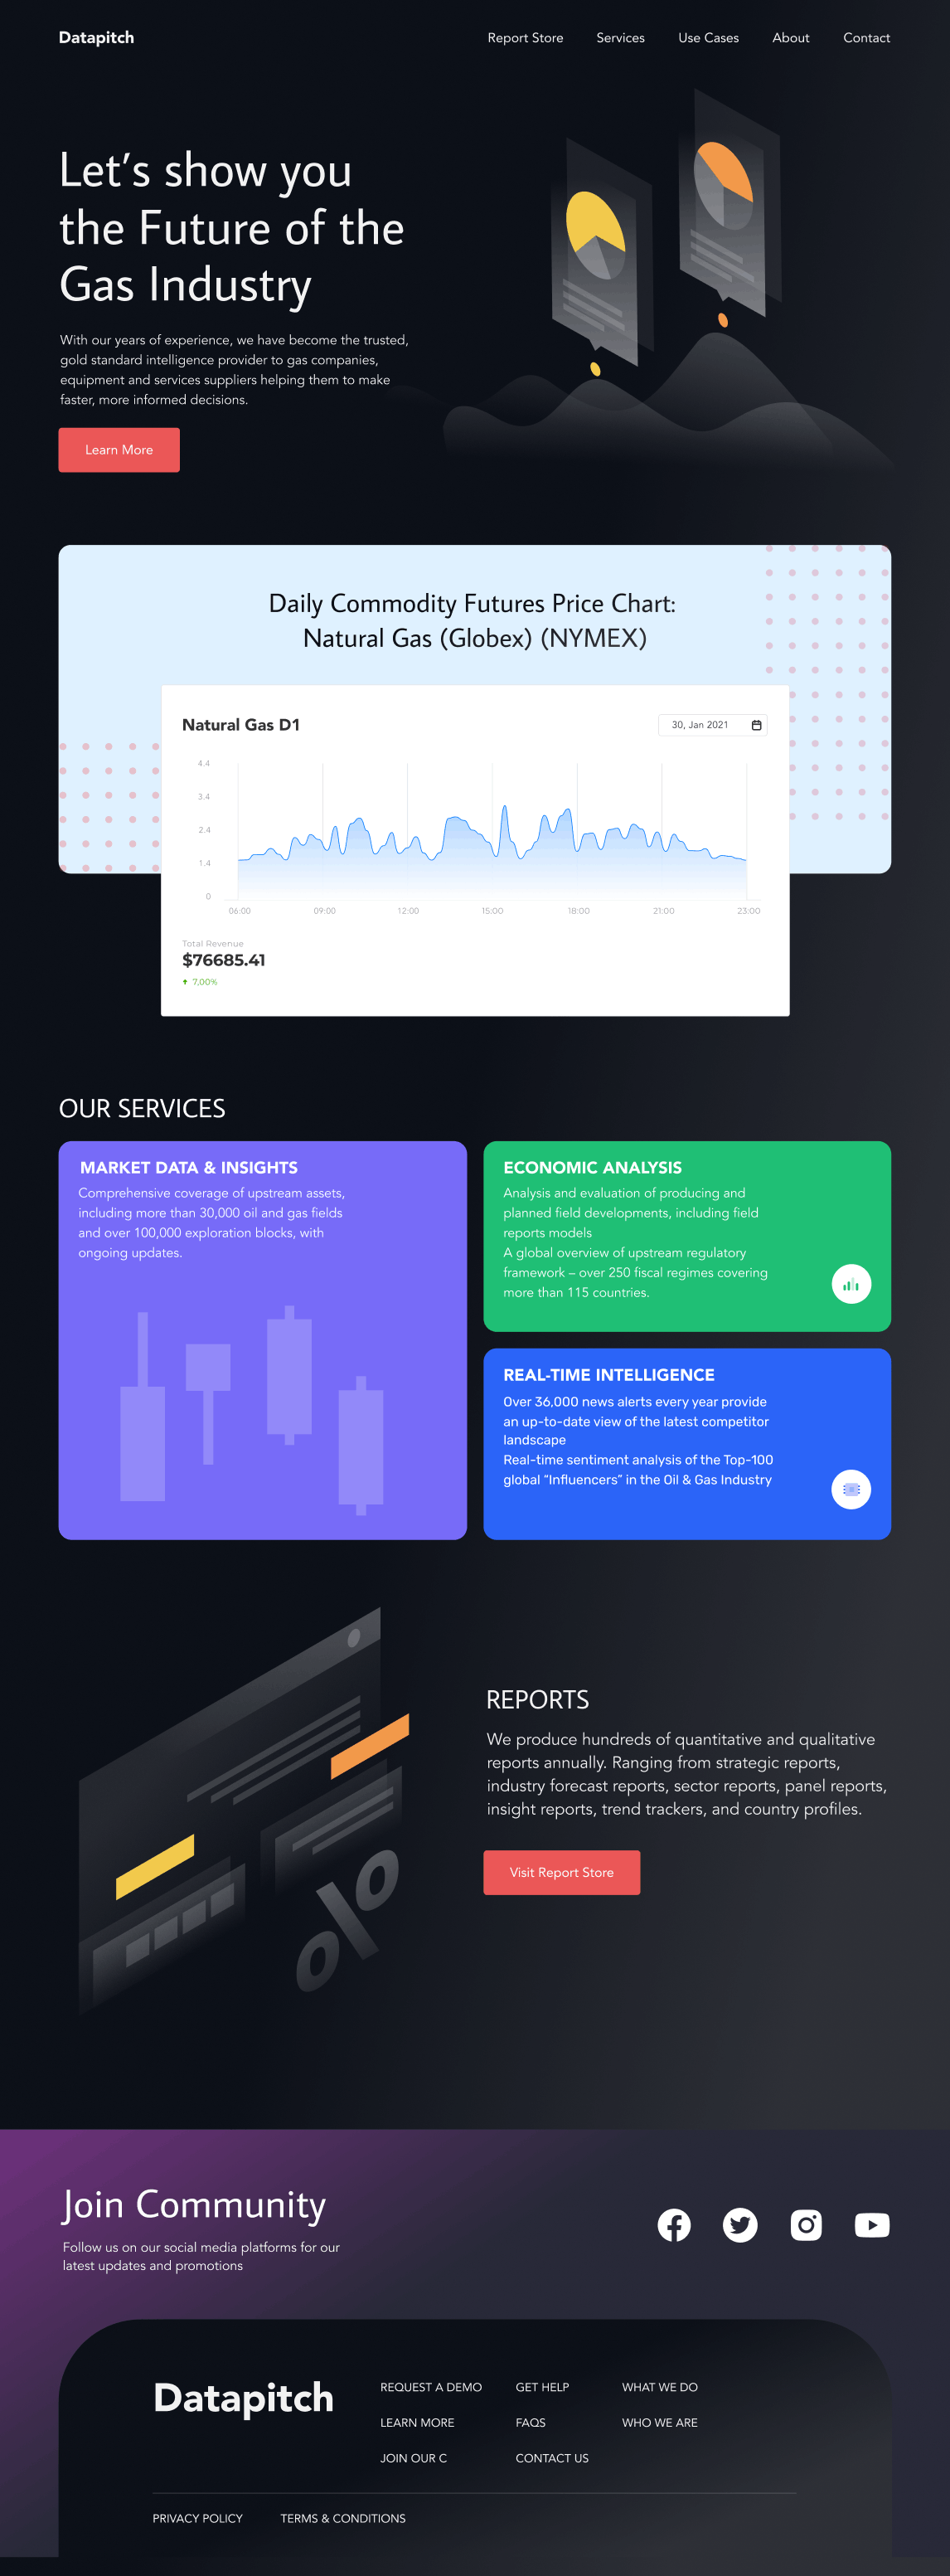 Datapitch
Report Store
Services
Use Cases
About
Contact
Let's show you
the Future of the
Gas Industry
With our years of experience, we have become the trusted,
gold standard intelligence provider to gas companies,
equipment and services suppliers helping them to make
faster, more informed decisions.
Learn More
Daily Commodity Futures Price Chart:
Natural Gas (Globex) (NYMEX)
Natural Gas D1
30, Jan 2021
4.4
3.4
2.4
1.4
0
06:00
09:00
12:00
15:00
18:00
21:00
23:00
Total Revenue
$76685.41
7,00%
OUR SERVICES
MARKET DATA & INSIGHTS
Comprehensive coverage of upstream assets,
including more than 30,000 oil and gas fields
and over 100,000 exploration blocks, with
ongoing updates.
ECONOMIC ANALYSIS
Analysis and evaluation of producing and
planned field developments, including field
reports models
A global overview of upstream regulatory
framework – over 250 fiscal regimes covering
more than 115 countries.
REAL-TIME INTELLIGENCE
Over 36,000 news alerts every year provide
an up-to-date view of the latest competitor
landscape
Real-time sentiment analysis of the Top-100
global “Influencers” in the Oil & Gas Industry
%
REPORTS
We produce hundreds of quantitative and qualitative
reports annually. Ranging from strategic reports,
industry forecast reports, sector reports, panel reports,
insight reports, trend trackers, and country profiles.
Visit Report Store
Join Community
Follow us on our social media platforms for our
latest updates and promotions
Datapitch
REQUEST A DEMO
GET HELP
WHAT WE DO
LEARN MORE
FAQS
WHO WE ARE
JOIN OUR C
CONTACT US
PRIVACY POLICY
TERMS & CONDITIONS